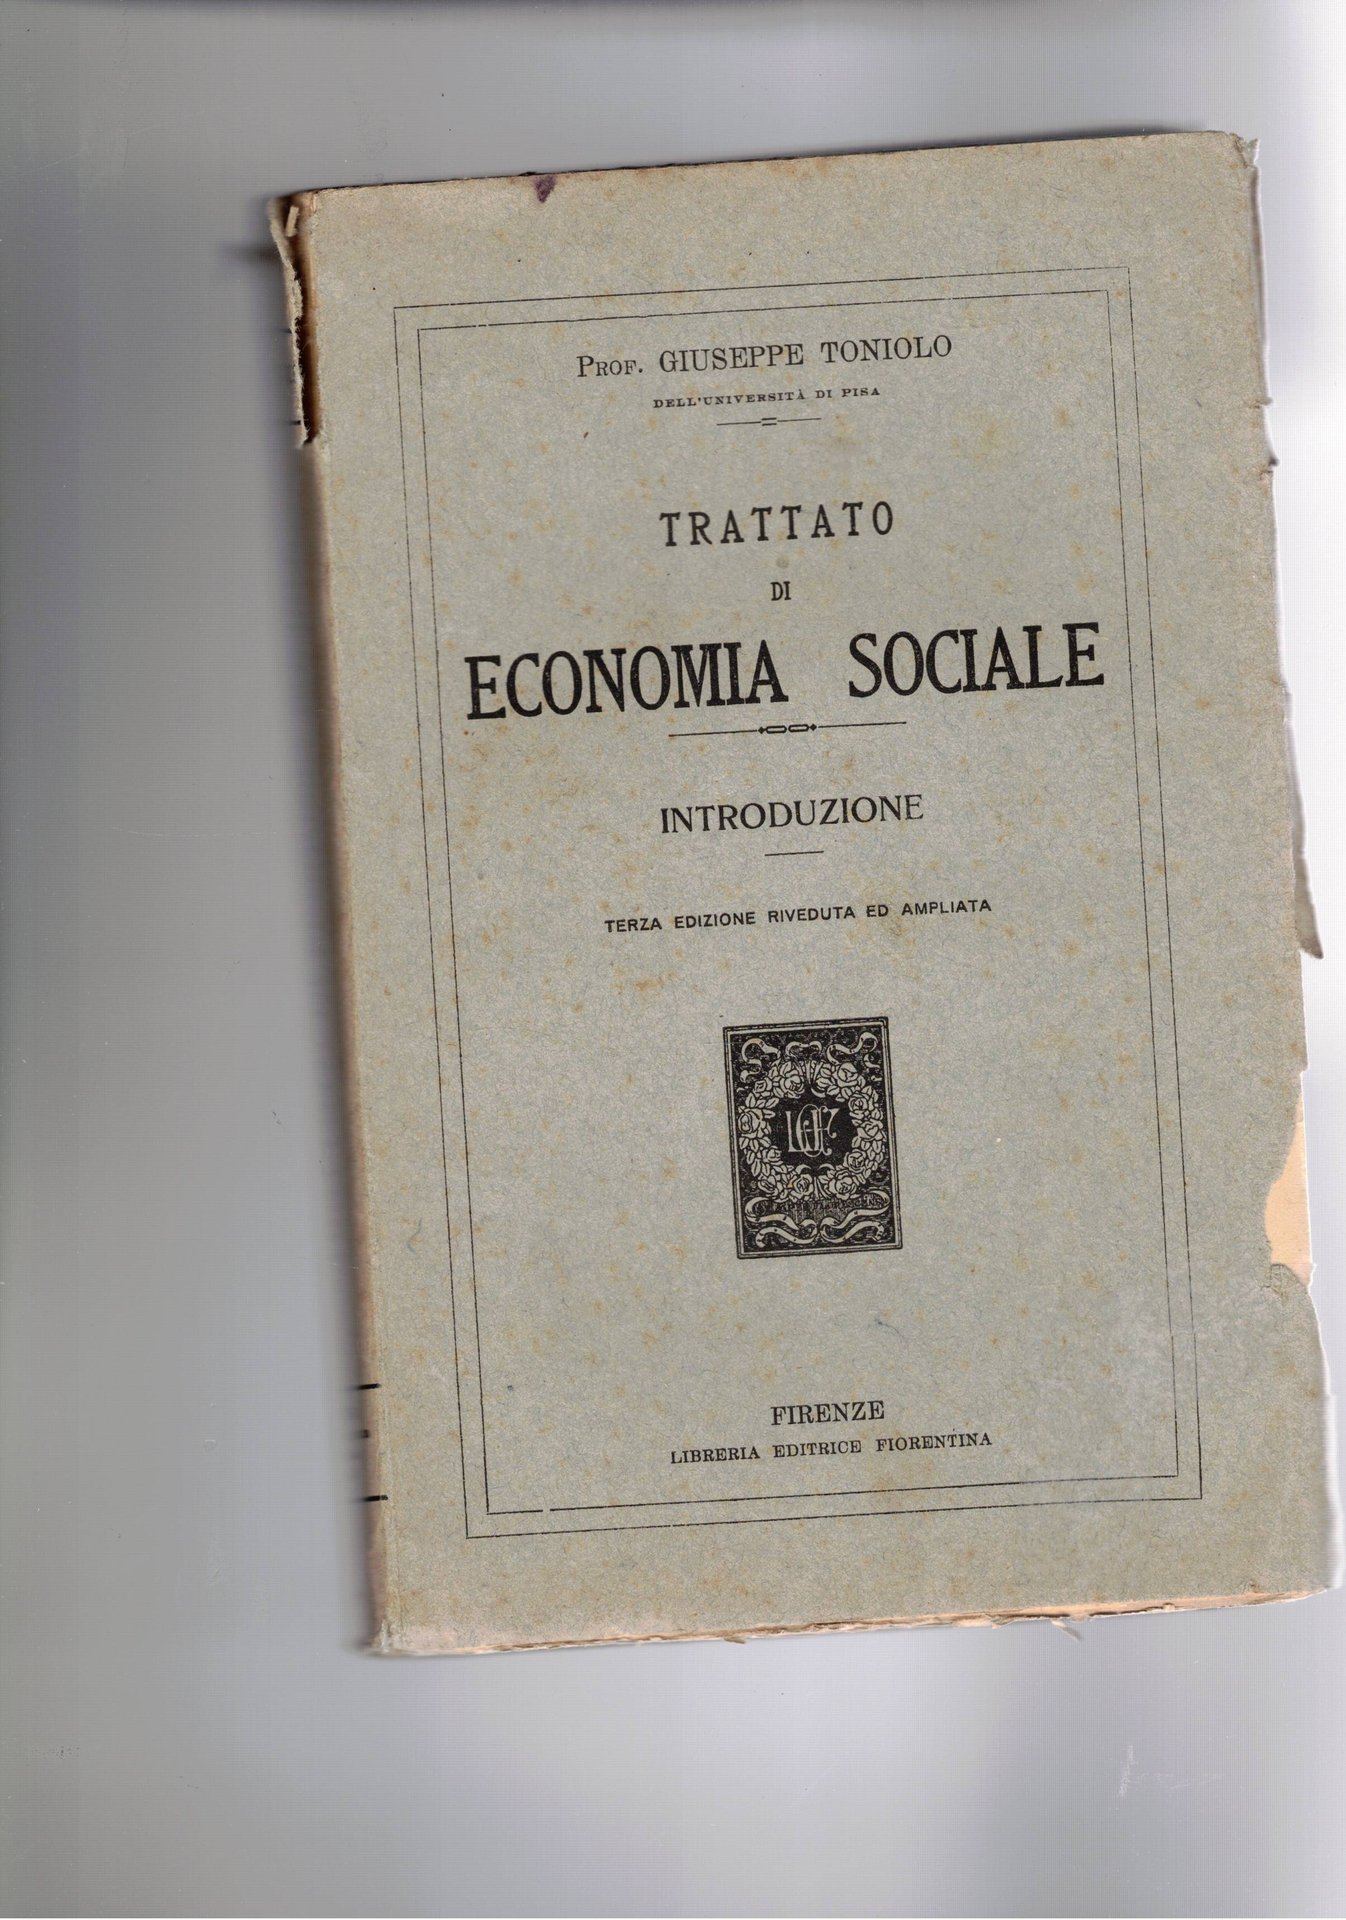 PROF. GIUSEPPE TONIOLO
DELL'UNIVERSITÀ DI PISA
TRATTATO
DI
ECONOMIA SOCIALE
INTRODUZIONE
TERZA EDIZIONE RIVEDUTA ED AMPLIATA
FIRENZE
LIBRERIA EDITRICE FIORENTINA